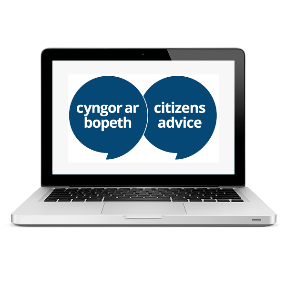 cyngor ar
bopeth
citizens
advice